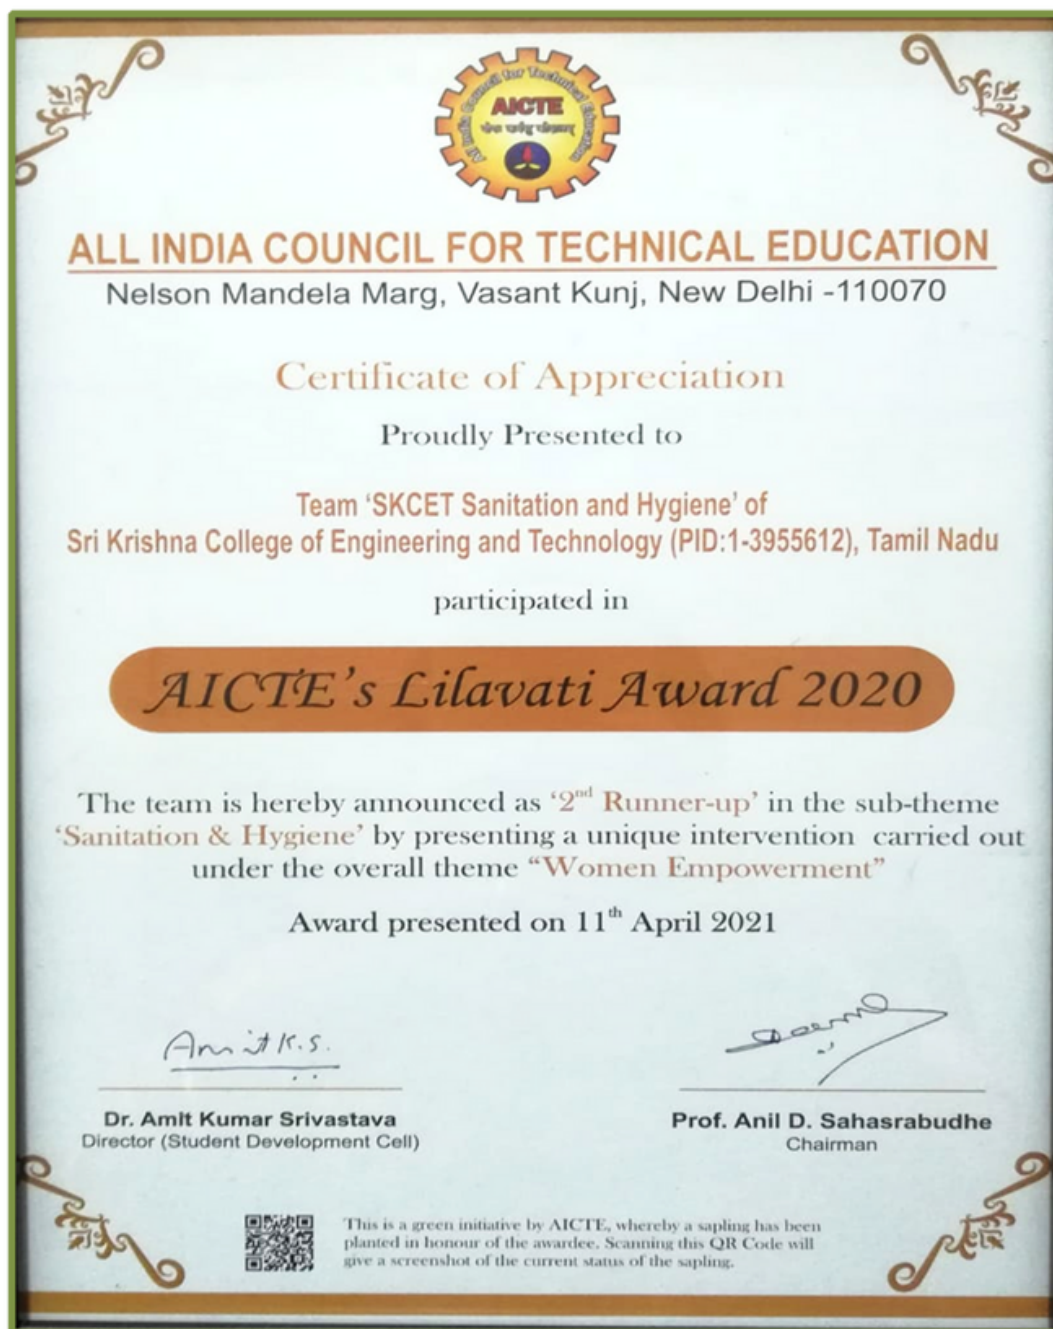 All India Council for Technical Education
AICTE
ALL INDIA COUNCIL FOR TECHNICAL EDUCATION
Nelson Mandela Marg, Vasant Kunj, New Delhi -110070
Certificate of Appreciation
Proudly Presented to
Team ‘SKCET Sanitation and Hygiene’ of
Sri Krishna College of Engineering and Technology (PID:1-3955612), Tamil Nadu
participated in
AICTE’s Lilavati Award 2020
The team is hereby announced as ‘2nd Runner-up’ in the sub-theme
‘Sanitation & Hygiene’ by presenting a unique intervention carried out
under the overall theme “Women Empowerment”
Award presented on 11th April 2021
Amit K.S.
Dr. Amit Kumar Srivastava
Director (Student Development Cell)
Prof. Anil D. Sahasrabudhe
Chairman
This is a green initiative by AICTE, whereby a sapling has been
planted in honour of the awardee. Scanning this QR Code will
give a screenshot of the current status of the sapling.